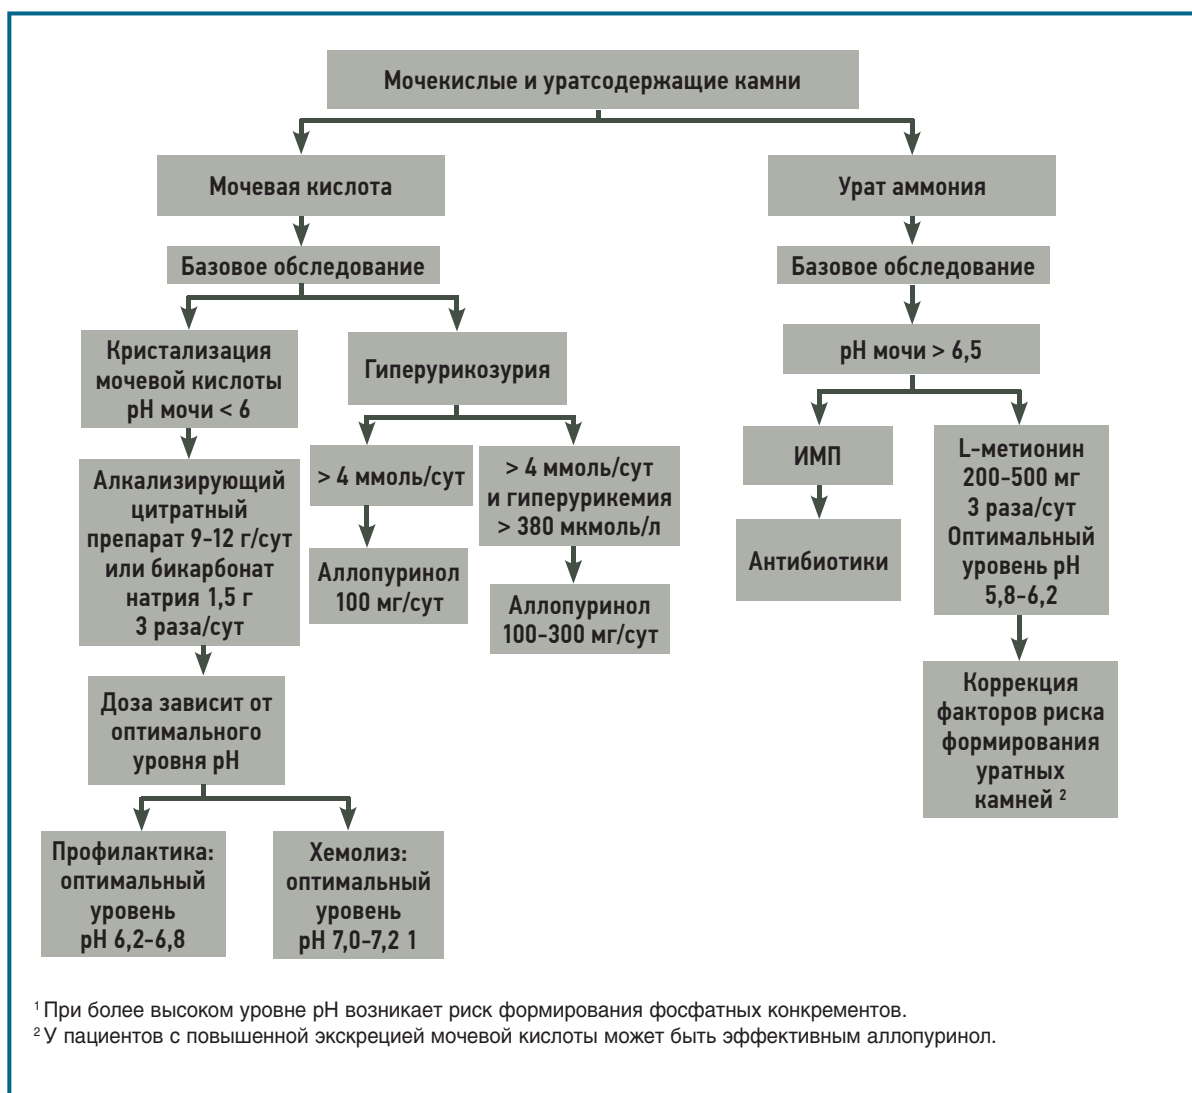 Мочекислые и уратсодержащие камни
Мочевая кислота
Урат аммония
Базовое обследование
Базовое обследование
Кристализация
мочевой кислоты
pH мочи < 6
Гиперурикозурия
pH мочи > 6,5
Алкализирующий
цитратный
препарат 9-12 г/сут
или бикарбонат
натрия 1,5 г
3 раза/сут
> 4 ммоль/сут
> 4 ммоль/сут
и гиперурикемия
> 380 мкмоль/л
ИМП
L-метионин
200-500 мг
3 раза/сут
Оптимальный
уровень pH
5,8-6,2
Аллопуринол
100 мг/сут
Аллопуринол
100-300 мг/сут
Антибиотики
Доза зависит от
оптимального
уровня pH
Коррекция
факторов риска
формирования
уратных
камней ²
Профилактика:
оптимальный
уровень
pH 6,2-6,8
Хемолиз:
оптимальный
уровень
pH 7,0-7,2 1
¹ При более высоком уровне pH возникает риск формирования фосфатных конкрементов.
² У пациентов с повышенной экскрецией мочевой кислоты может быть эффективным аллопуринол.